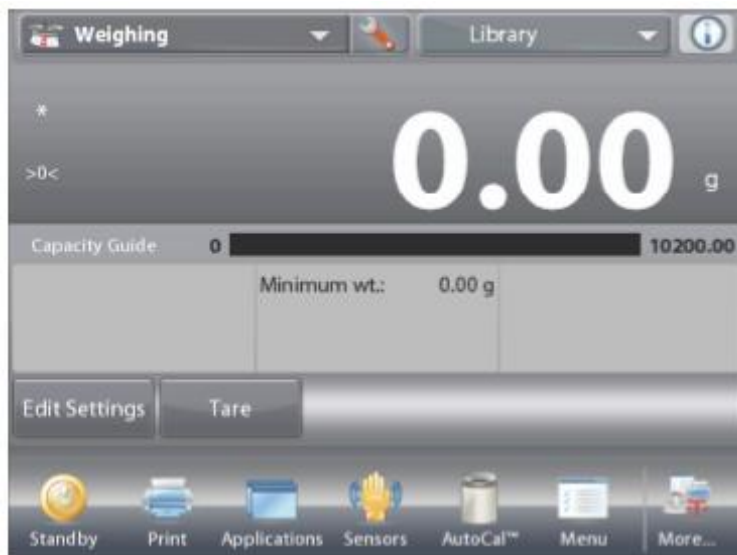 Weighing Library
*
>0<
0.00 g
Capacity Guide 0 10200.00
Minimum wt.: 0.00 g
Edit Settings Tare
Standby Print Applications Sensors AutoCal™ Menu More...